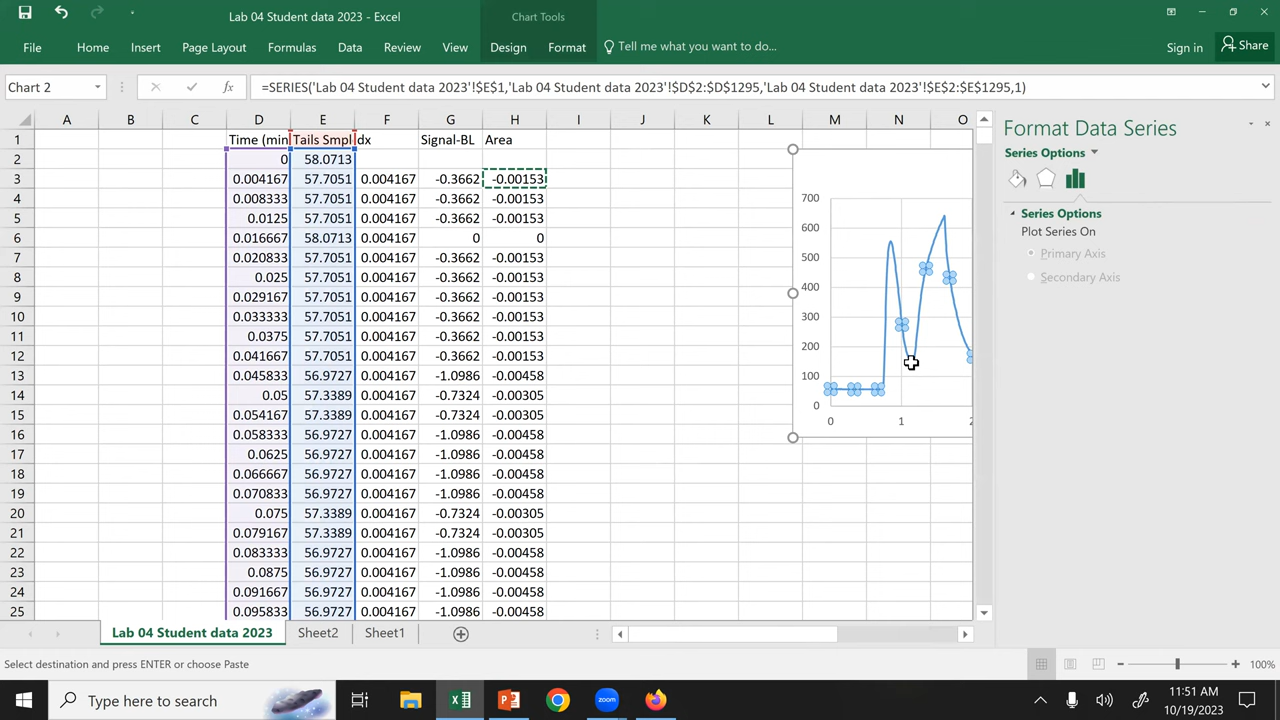 Lab 04 Student data 2023 - Excel
Chart Tools
File Home Insert Page Layout Formulas Data Review View Design Format Tell me what you want to do... Sign in Share
Chart 2 fx =SERIES('Lab 04 Student data 2023'!$E$1,'Lab 04 Student data 2023'!$D$2:$D$1295,'Lab 04 Student data 2023'!$E$2:$E$1295,1)
A B C D E F G H I J K L M N O
1 Time (min Tails Smpl dx Signal-BL Area
2 0 58.0713
3 0.004167 57.7051 0.004167 -0.3662 -0.00153
4 0.008333 57.7051 0.004167 -0.3662 -0.00153
5 0.0125 57.7051 0.004167 -0.3662 -0.00153
6 0.016667 58.0713 0.004167 0 0
7 0.020833 57.7051 0.004167 -0.3662 -0.00153
8 0.025 57.7051 0.004167 -0.3662 -0.00153
9 0.029167 57.7051 0.004167 -0.3662 -0.00153
10 0.033333 57.7051 0.004167 -0.3662 -0.00153
11 0.0375 57.7051 0.004167 -0.3662 -0.00153
12 0.041667 57.7051 0.004167 -0.3662 -0.00153
13 0.045833 56.9727 0.004167 -1.0986 -0.00458
14 0.05 57.3389 0.004167 -0.7324 -0.00305
15 0.054167 57.3389 0.004167 -0.7324 -0.00305
16 0.058333 56.9727 0.004167 -1.0986 -0.00458
17 0.0625 56.9727 0.004167 -1.0986 -0.00458
18 0.066667 56.9727 0.004167 -1.0986 -0.00458
19 0.070833 56.9727 0.004167 -1.0986 -0.00458
20 0.075 57.3389 0.004167 -0.7324 -0.00305
21 0.079167 57.3389 0.004167 -0.7324 -0.00305
22 0.083333 56.9727 0.004167 -1.0986 -0.00458
23 0.0875 56.9727 0.004167 -1.0986 -0.00458
24 0.091667 56.9727 0.004167 -1.0986 -0.00458
25 0.095833 56.9727 0.004167 -1.0986 -0.00458
700
600
500
400
300
200
100
0
0 1 2
Format Data Series
Series Options
Series Options
Plot Series On
Primary Axis
Secondary Axis
Lab 04 Student data 2023 Sheet2 Sheet1
Select destination and press ENTER or choose Paste
100%
Type here to search
11:51 AM
10/19/2023